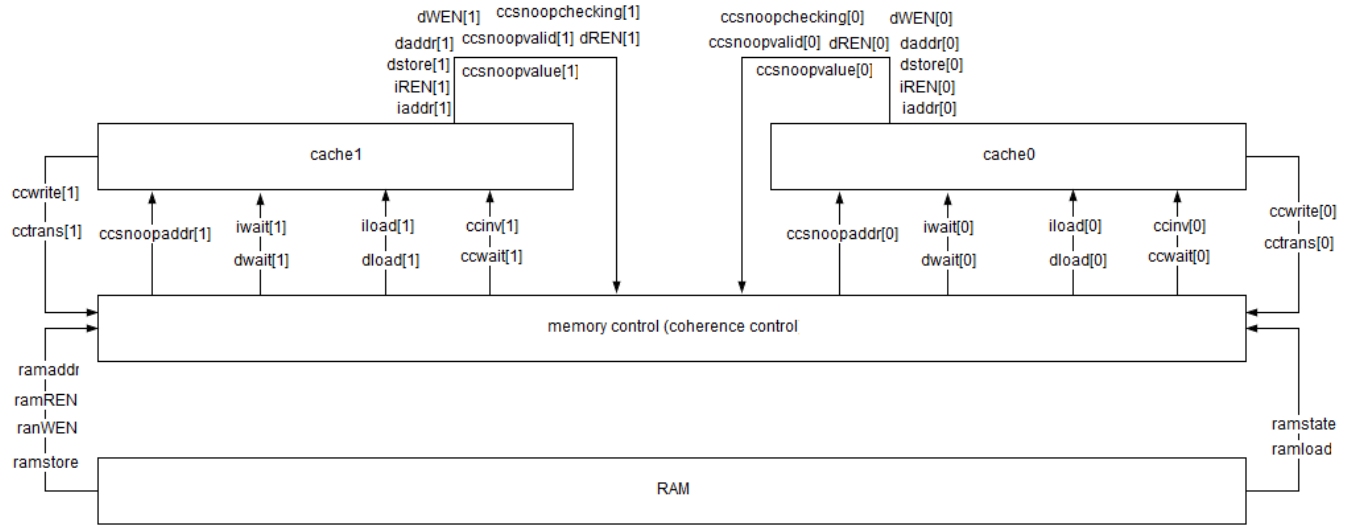 dWEN[1] ccsnoopchecking[1]
daddr[1] ccsnoopvalid[1] dREN[1]
dstore[1] ccsnoopvalue[1]
iREN[1]
iaddr[1]
ccsnoopchecking[0] dWEN[0]
ccsnoopvalid[0] dREN[0] daddr[0]
ccsnoopvalue[0] dstore[0]
iREN[0]
iaddr[0]
cache1
cache0
ccwrite[1]
cctrans[1]
ccsnoopaddr[1]
iwait[1]
dwait[1]
iload[1]
dload[1]
ccinv[1]
ccwait[1]
ccsnoopaddr[0]
iwait[0]
dwait[0]
iload[0]
dload[0]
ccinv[0]
ccwait[0]
ccwrite[0]
cctrans[0]
memory control (coherence control
ramaddr
ramREN
ranWEN
ramstore
ramstate
ramload
RAM